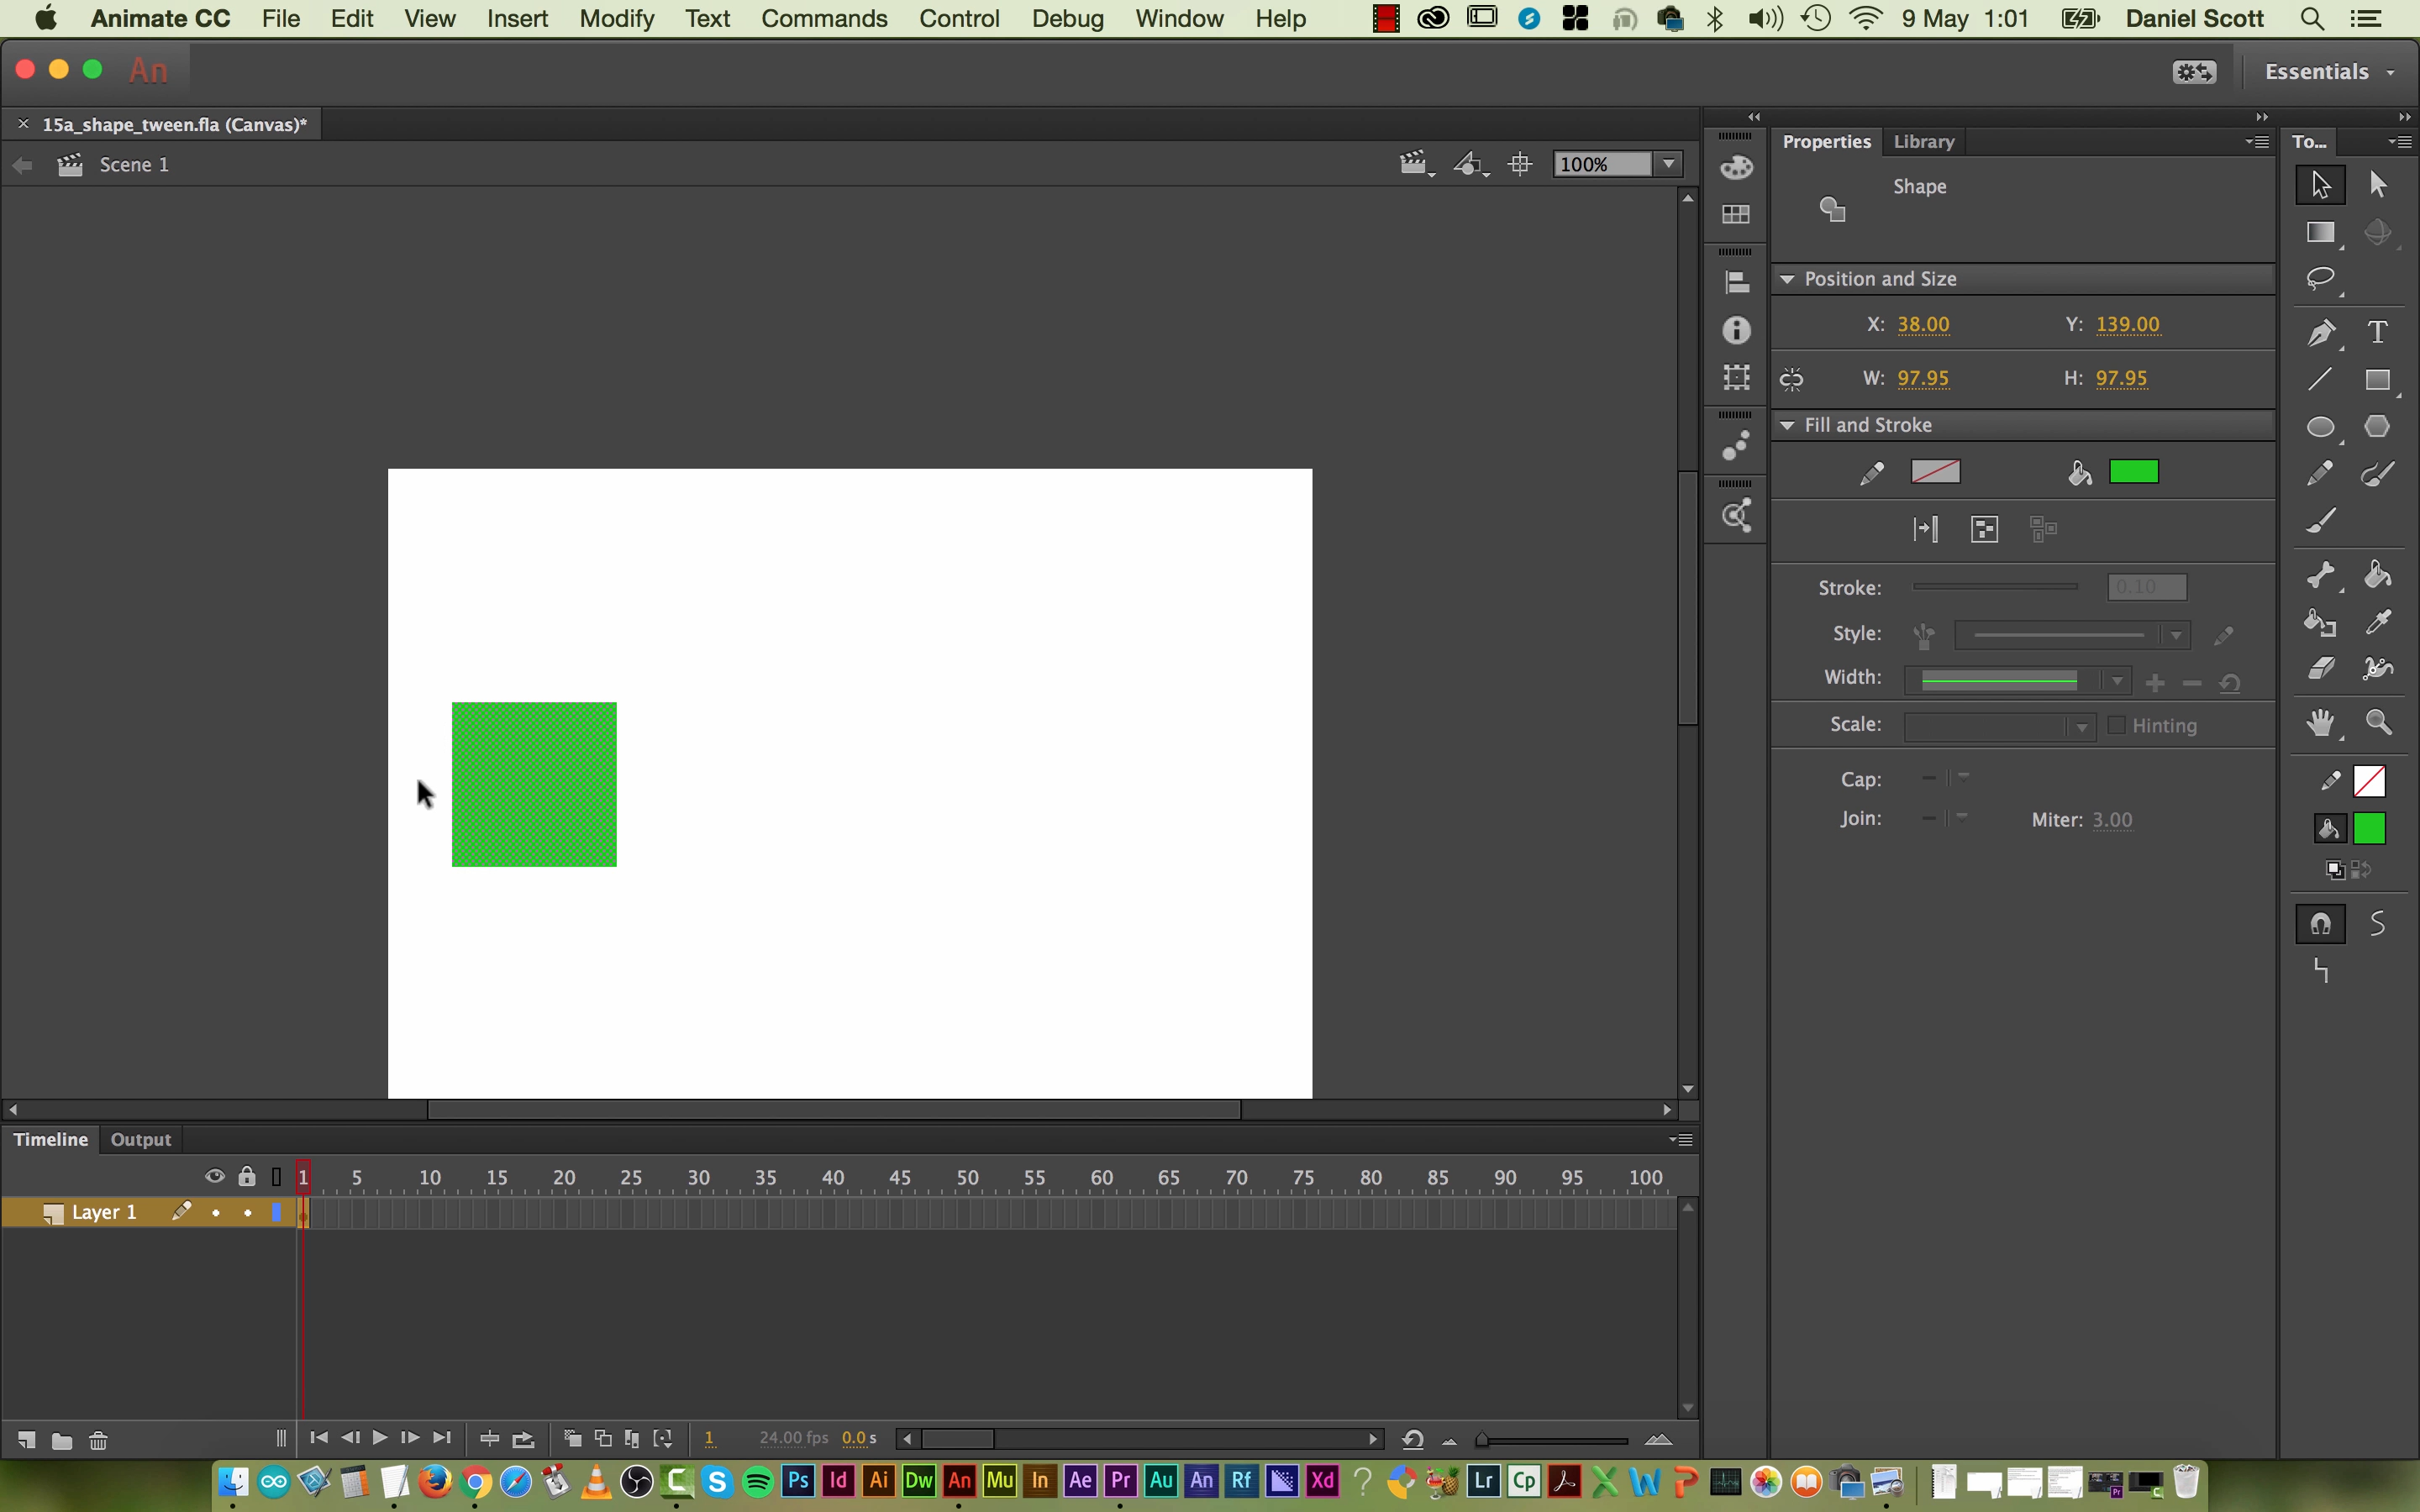 Animate CC File Edit View Insert Modify Text Commands Control Debug Window Help 9 May 1:01 Daniel Scott
An Essentials
15a_shape_tween.fla (Canvas)*
Properties Library To...
Scene 1 100%
Shape
Position and Size
X: 38.00 Y: 139.00
W: 97.95 H: 97.95
Fill and Stroke
Stroke: 0.10
Style:
Width:
Scale: Hinting
Cap:
Join: Miter: 3.00
Timeline Output
1 5 10 15 20 25 30 35 40 45 50 55 60 65 70 75 80 85 90 95 100
Layer 1
1 24.00 fps 0.0 s
Ps Id Ai Dw An Mu In Ae Pr Au An Rf Xd Lr Cp